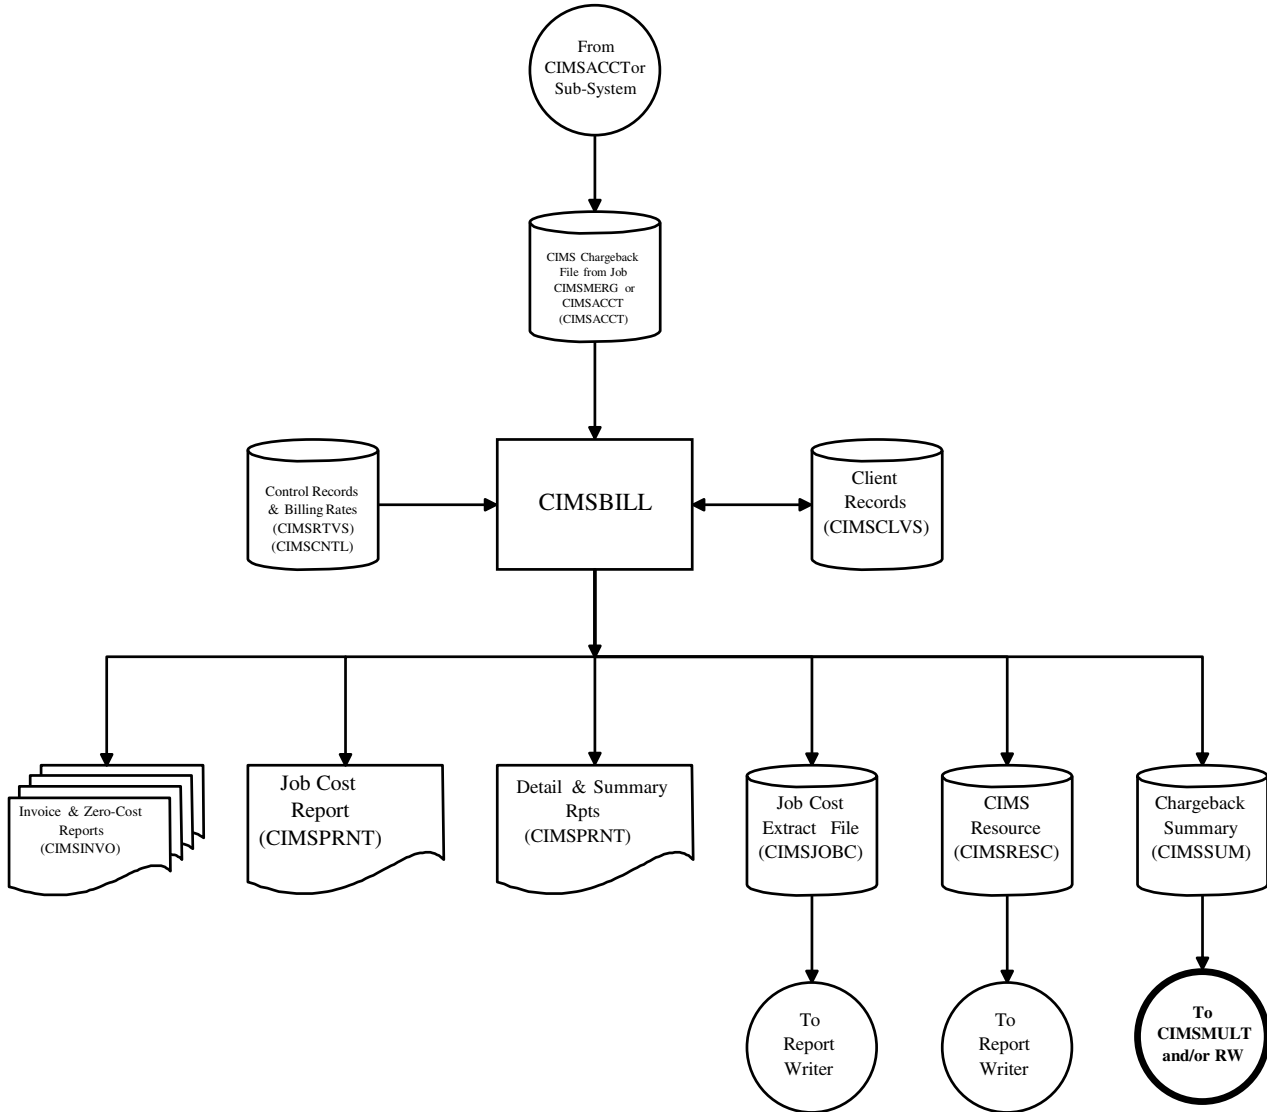 From
CIMSACCTor
Sub-System
CIMS Chargeback
File from Job
CIMSMERG or
CIMSACCT
(CIMSACCT)
Control Records
& Billing Rates
(CIMSRTVS)
(CIMSCNTL)
CIMSBILL
Client
Records
(CIMSCLVS)
Invoice & Zero-Cost
Reports
(CIMSINVO)
Job Cost
Report
(CIMSPRNT)
Detail & Summary
Rpts
(CIMSPRNT)
Job Cost
Extract File
(CIMSJOBC)
CIMS
Resource
(CIMSRESC)
Chargeback
Summary
(CIMSSUM)
To
Report
Writer
To
Report
Writer
To
CIMSMULT
and/or RW